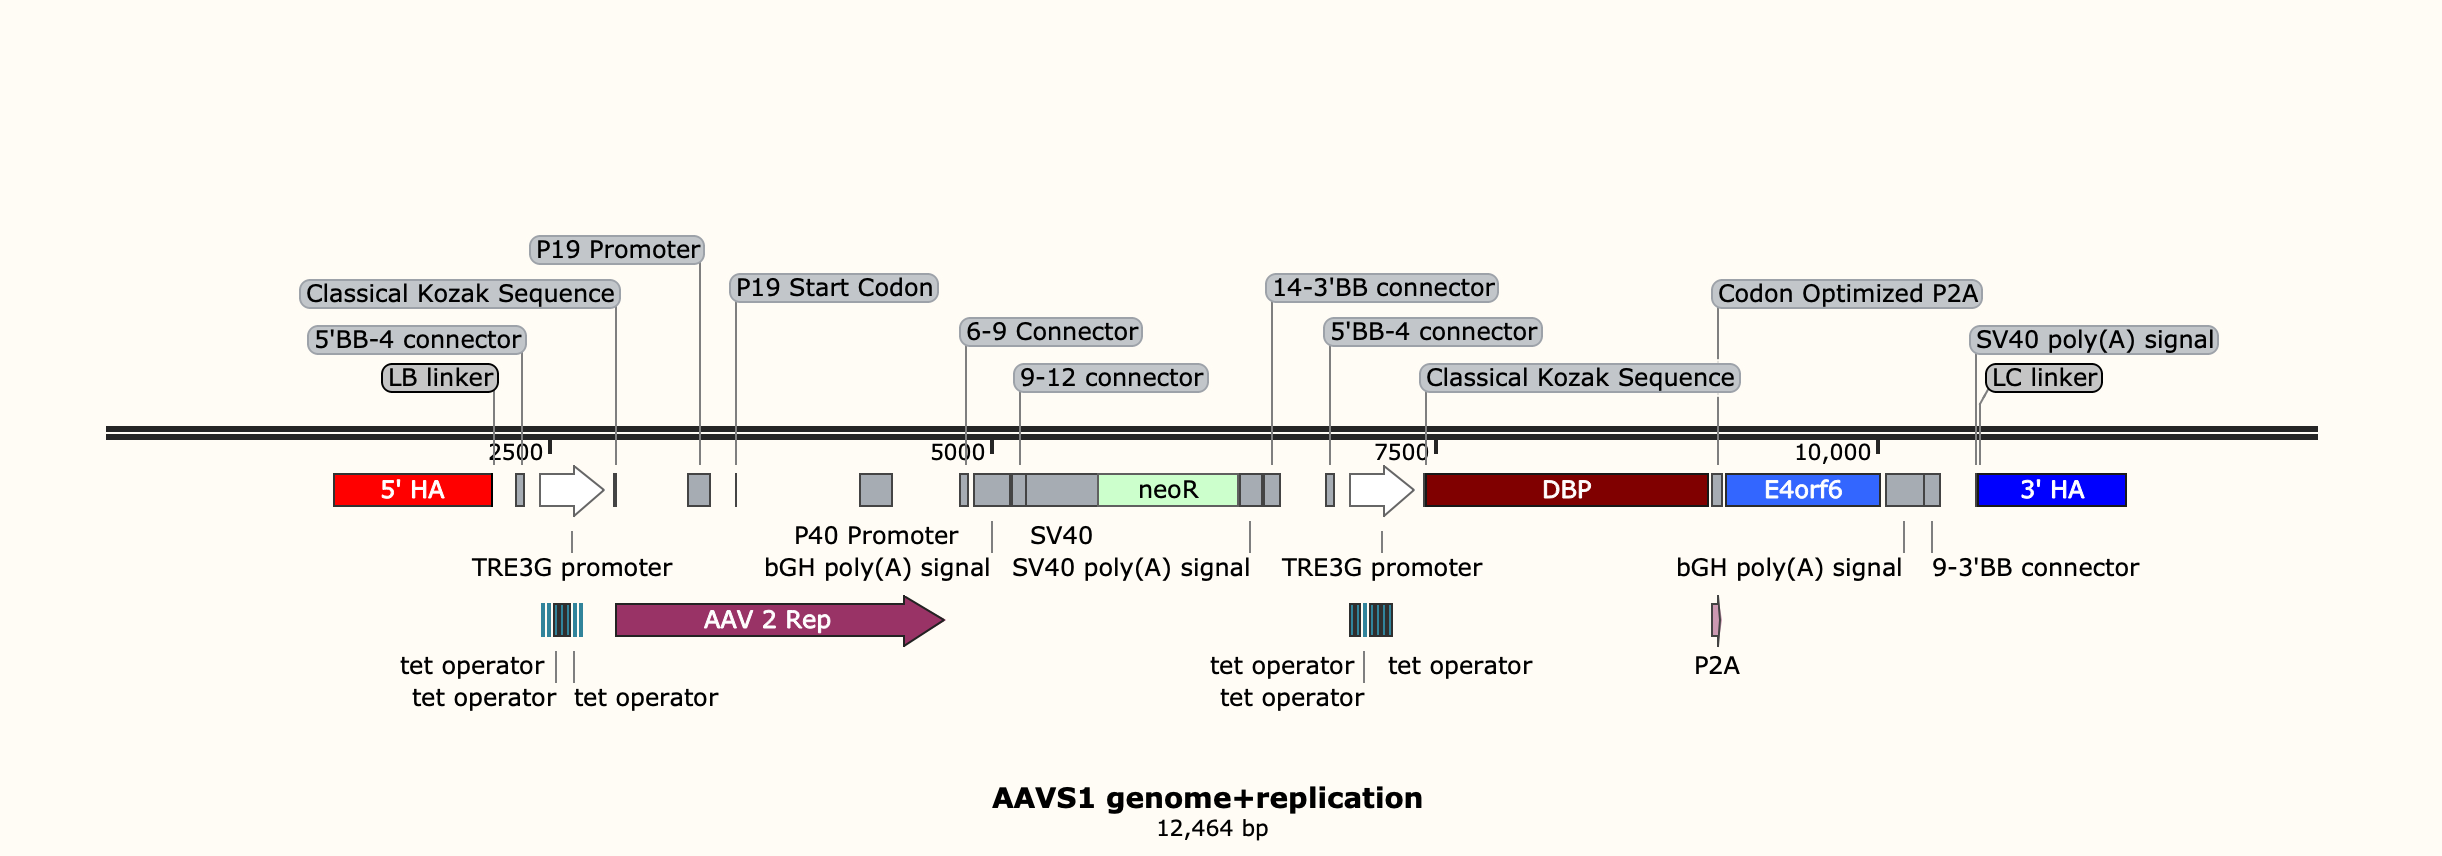 P19 Promoter
Classical Kozak Sequence
P19 Start Codon
14-3'BB connector
Codon Optimized P2A
5'BB-4 connector
6-9 Connector
5'BB-4 connector
SV40 poly(A) signal
LB linker
9-12 connector
Classical Kozak Sequence
LC linker
2500
5000
7500
10,000
5' HA
neoR
DBP
E4orf6
3' HA
P40 Promoter
SV40
TRE3G promoter
bGH poly(A) signal
SV40 poly(A) signal
TRE3G promoter
bGH poly(A) signal
9-3'BB connector
AAV 2 Rep
tet operator
tet operator
tet operator
P2A
tet operator
tet operator
tet operator
AAVS1 genome+replication
12,464 bp